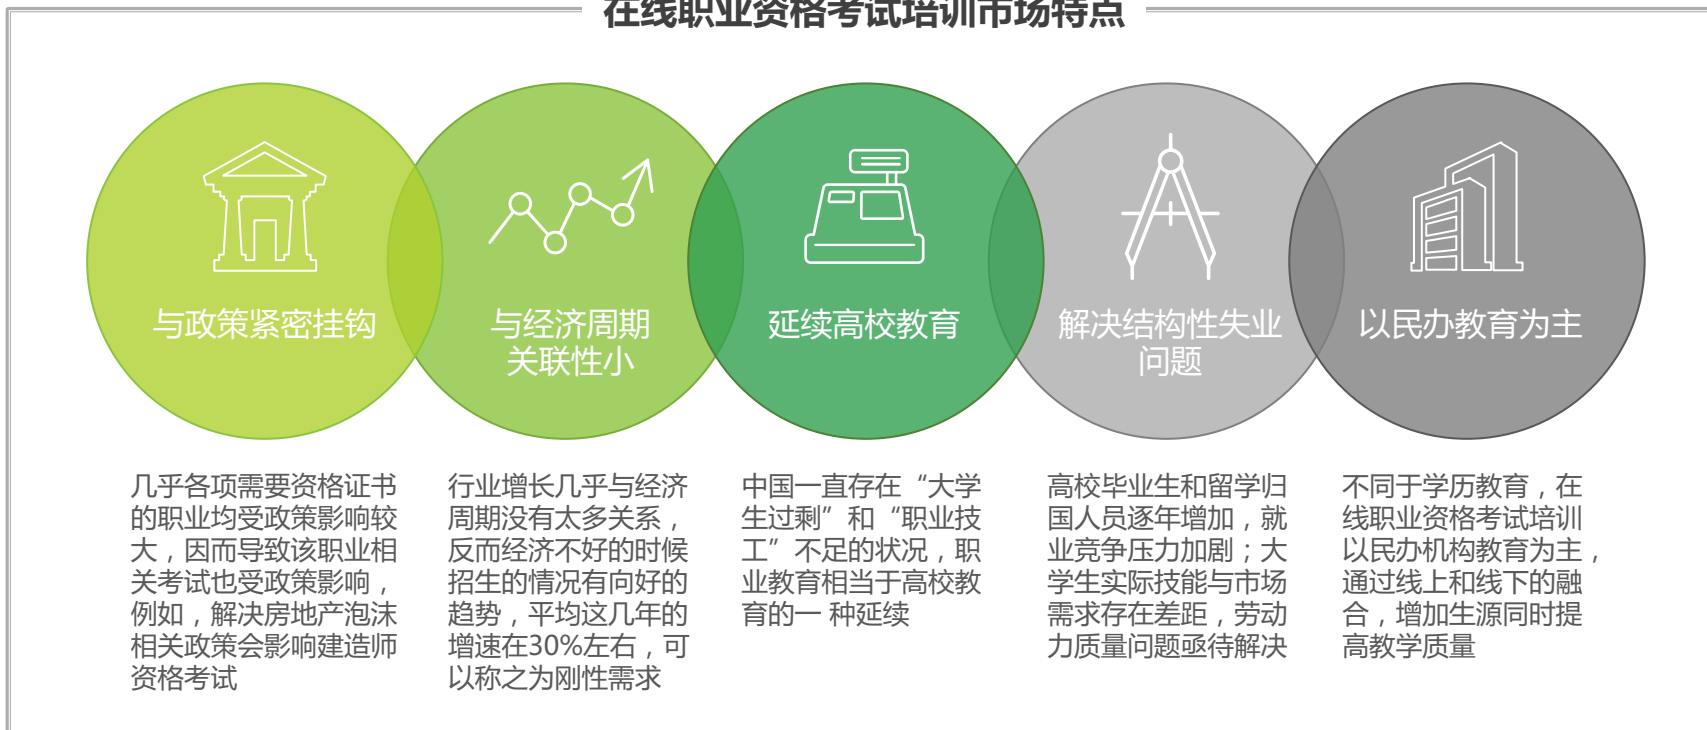 在线职业资格考试培训市场特点
与政策紧密挂钩
与经济周期
关联性小
延续高校教育
解决结构性失业
问题
以民办教育为主
几乎各项需要资格证书
的职业均受政策影响较
大，因而导致该职业相
关考试也受政策影响，
例如，解决房地产泡沫
相关政策会影响建造师
资格考试
行业增长几乎与经济
周期没有太多关系，
反而经济不好的时候
招生的情况有向好的
趋势，平均这几年的
增速在30%左右，可
以称之为刚性需求
中国一直存在“大学
生过剩”和“职业技
工”不足的状况，职
业教育相当于高校教
育的一 种延续
高校毕业生和留学归
国人员逐年增加，就
业竞争压力加剧；大
学生实际技能与市场
需求存在差距，劳动
力质量问题亟待解决
不同于学历教育，在
线职业资格考试培训
以民办机构教育为主，
通过线上和线下的融
合，增加生源同时提
高教学质量